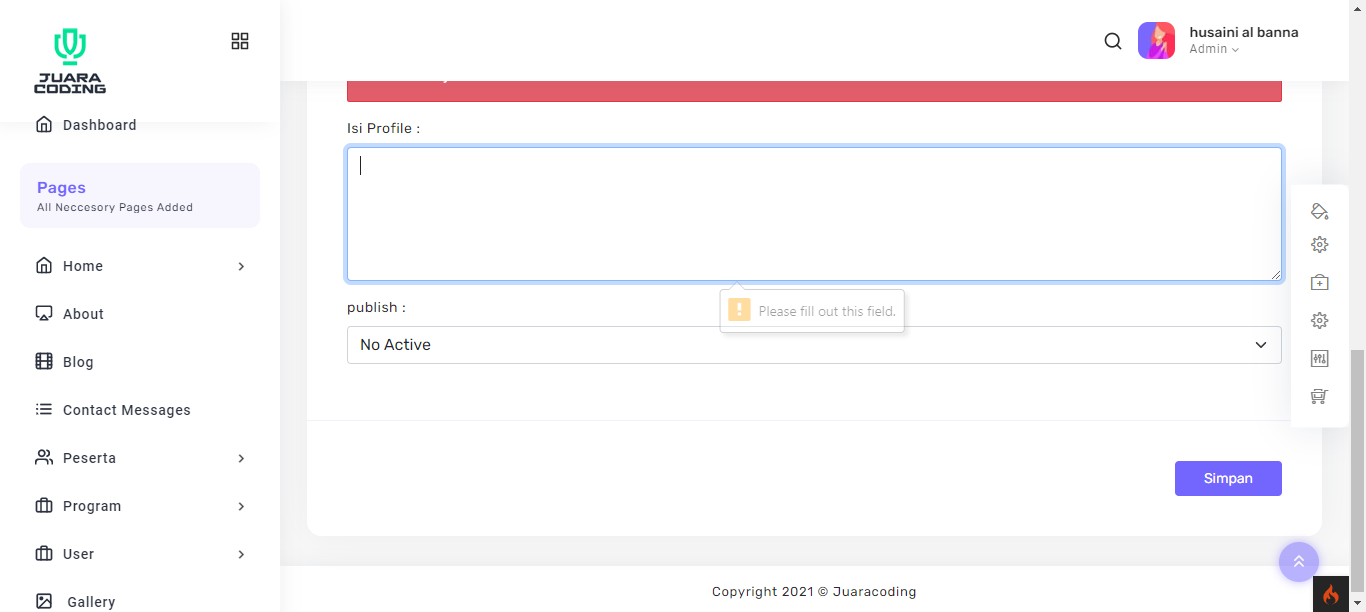 JUARA
CODING
husaini al banna
Admin
Dashboard
Pages
All Neccesory Pages Added
Home
About
Blog
Contact Messages
Peserta
Program
User
Gallery
Isi Profile :
Please fill out this field.
publish :
No Active
Simpan
Copyright 2021 © Juaracoding